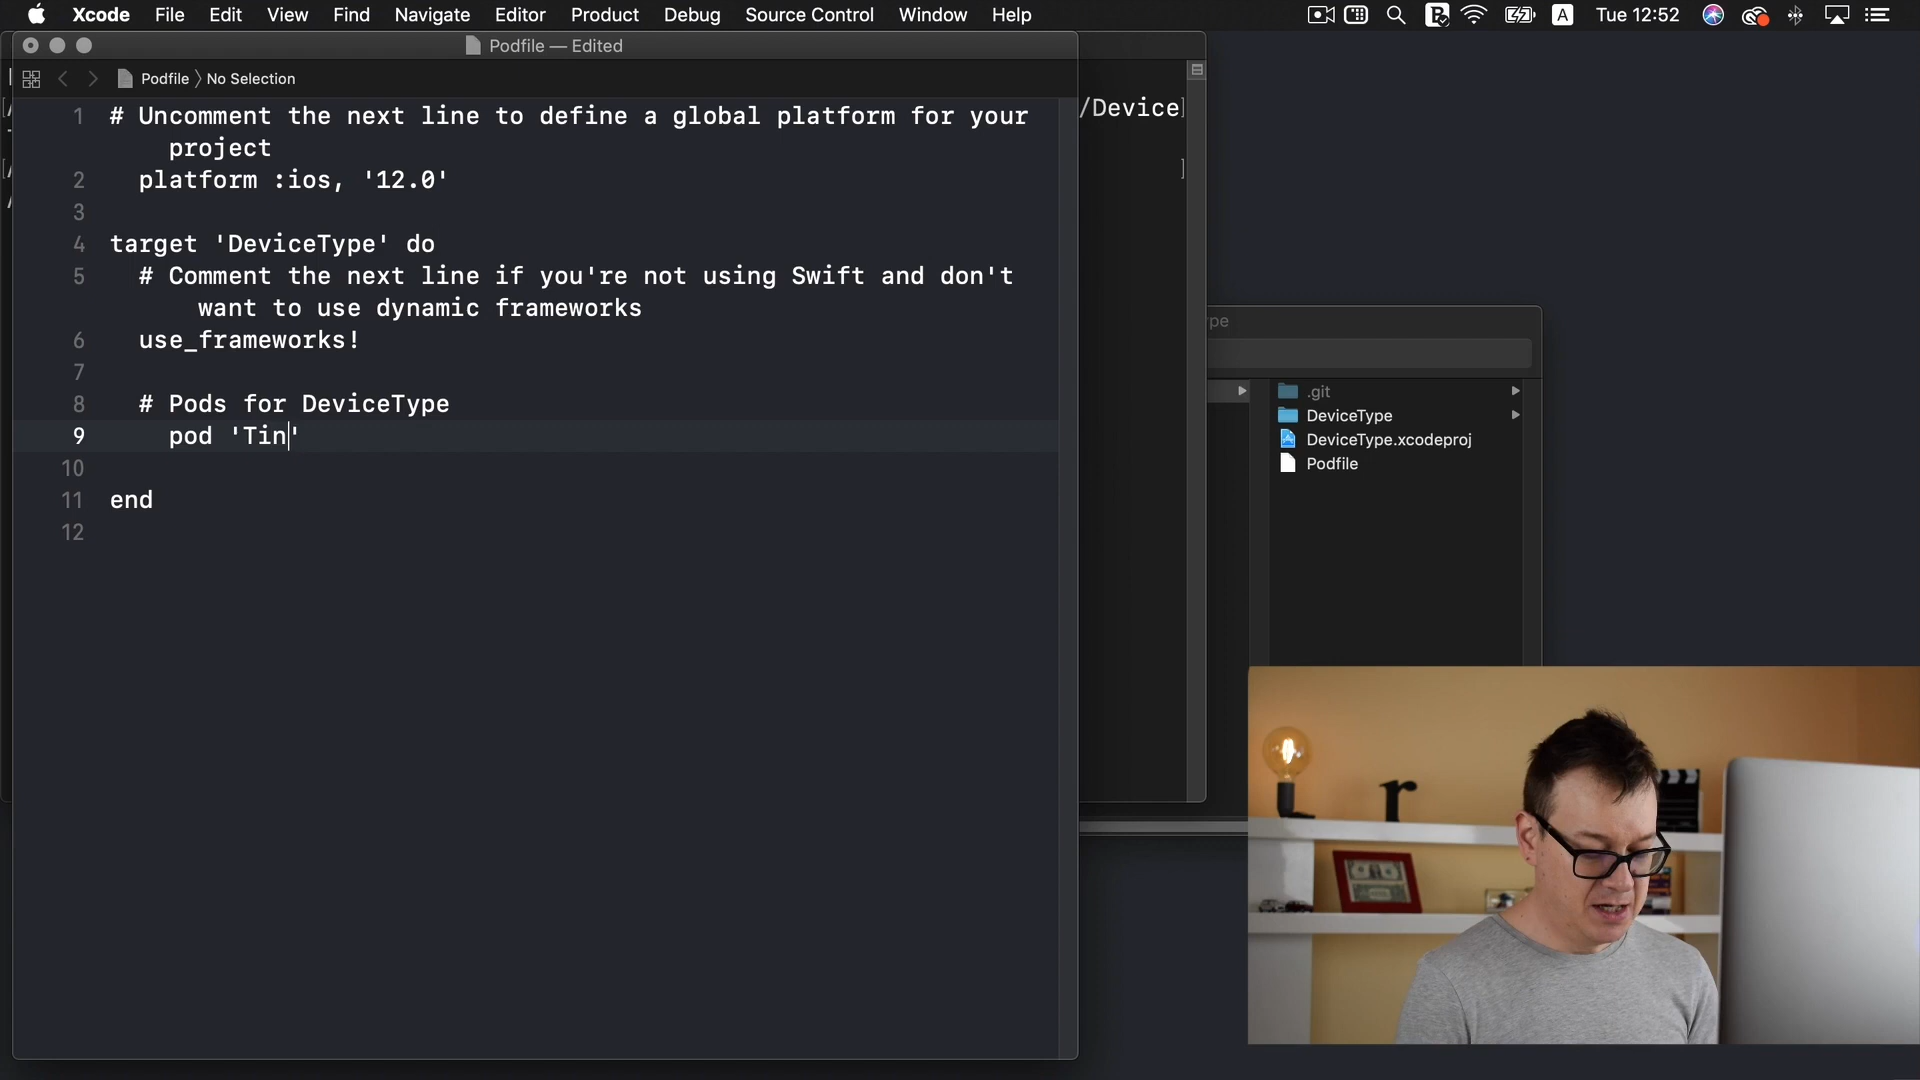 Xcode File Edit View Find Navigate Editor Product Debug Source Control Window Help A Tue 12:52
Podfile — Edited
Podfile 〉No Selection
1 # Uncomment the next line to define a global platform for your
project
2 platform :ios, '12.0'
3
4 target 'DeviceType' do
5 # Comment the next line if you're not using Swift and don't
want to use dynamic frameworks
6 use_frameworks!
7
8 # Pods for DeviceType
9 pod 'Tin'
10
11 end
12
/Device]
]
pe
.git
DeviceType
DeviceType.xcodeproj
Podfile
r